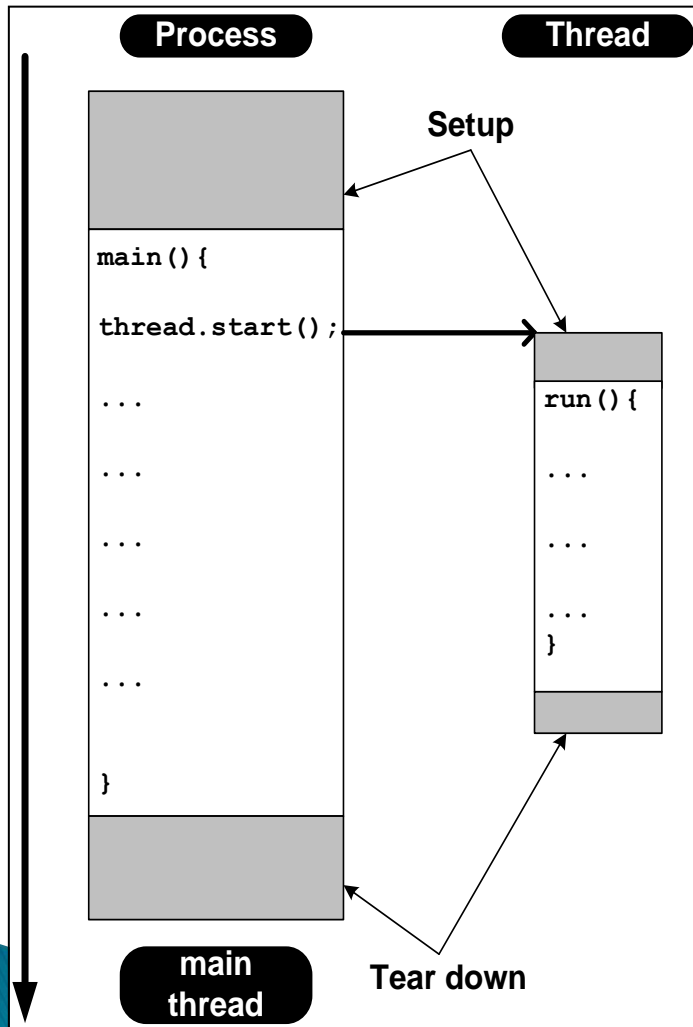 Process
Thread
Setup
main(){
thread.start();
...
...
...
...
...
}
run(){
...
...
...
}
main
thread
Tear down